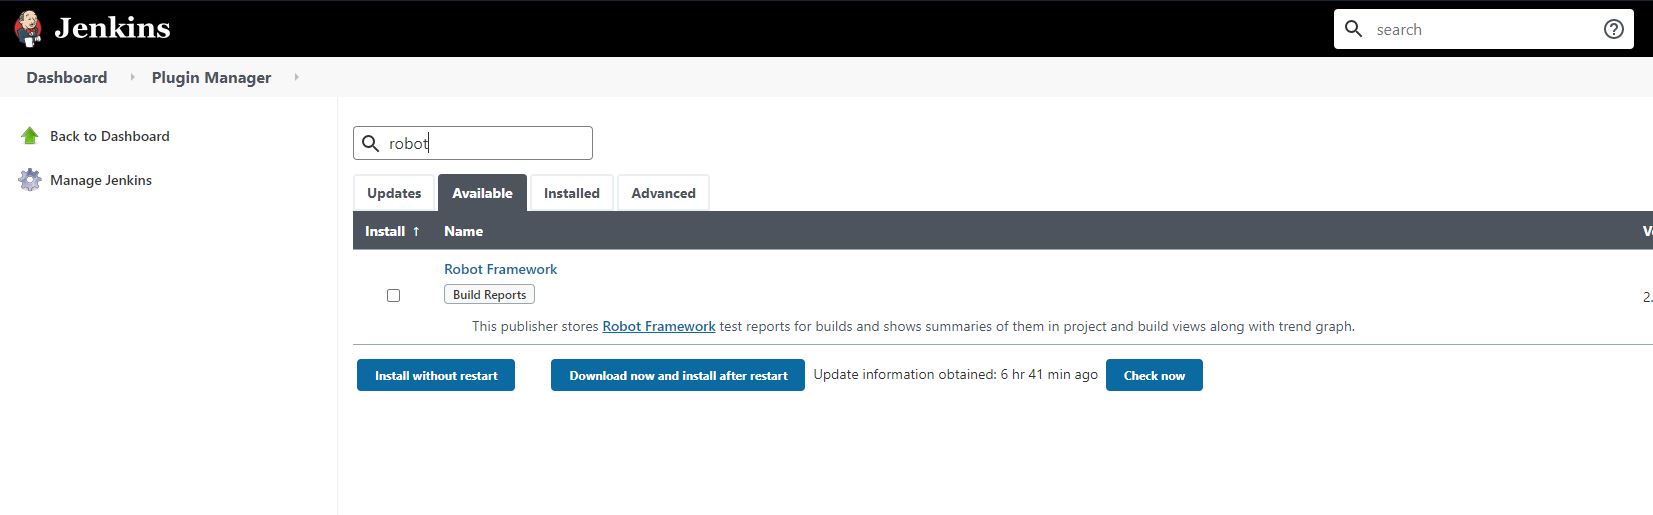 Jenkins
search
Dashboard
Plugin Manager
Back to Dashboard
Manage Jenkins
robot
Updates Available Installed Advanced
Install ↑ Name
Robot Framework
Build Reports
2.
This publisher stores Robot Framework test reports for builds and shows summaries of them in project and build views along with trend graph.
Install without restart Download now and install after restart Update information obtained: 6 hr 41 min ago Check now